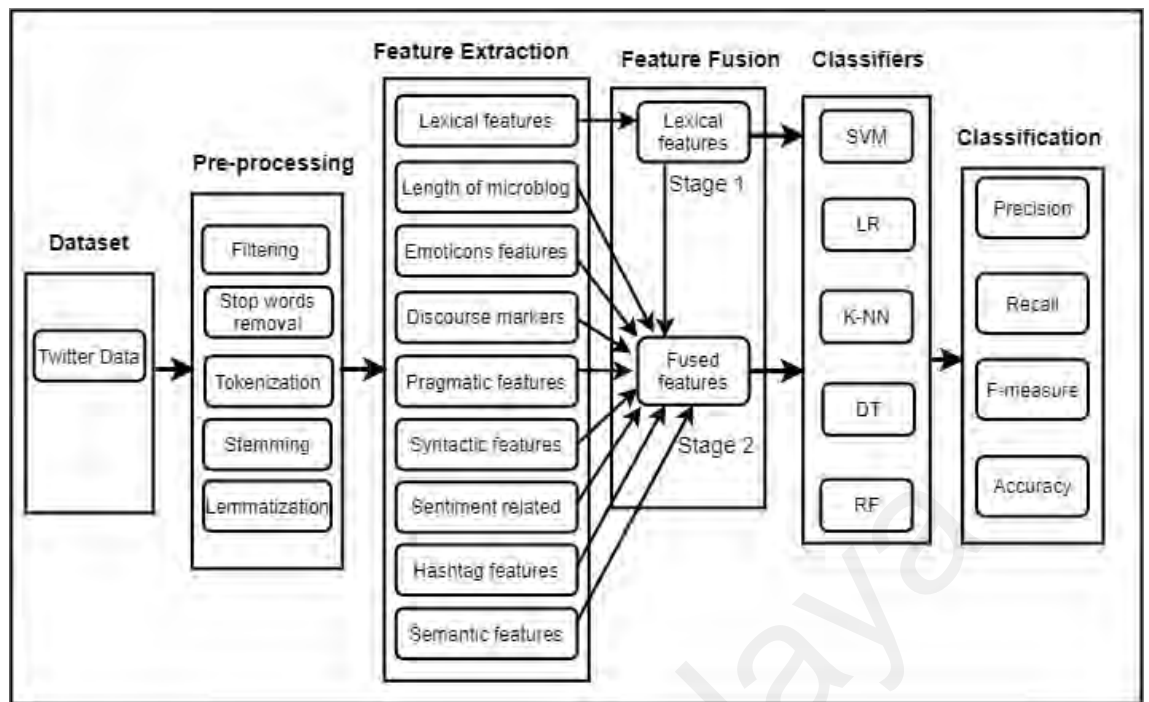 Dataset
Twitter Data
Pre-processing
Filtering
Stop words
removal
Tokenization
Stemming
Lemmatization
Feature Extraction
Lexical features
Length of microblog
Emoticons features
Discourse markers
Pragmatic features
Syntactic features
Sentiment related
Hashtag features
Semantic features
Feature Fusion
Lexical
features
Stage 1
Fused
features
Stage 2
Classifiers
SVM
LR
K-NN
DT
RF
Classification
Precision
Recall
F-measure
Accuracy